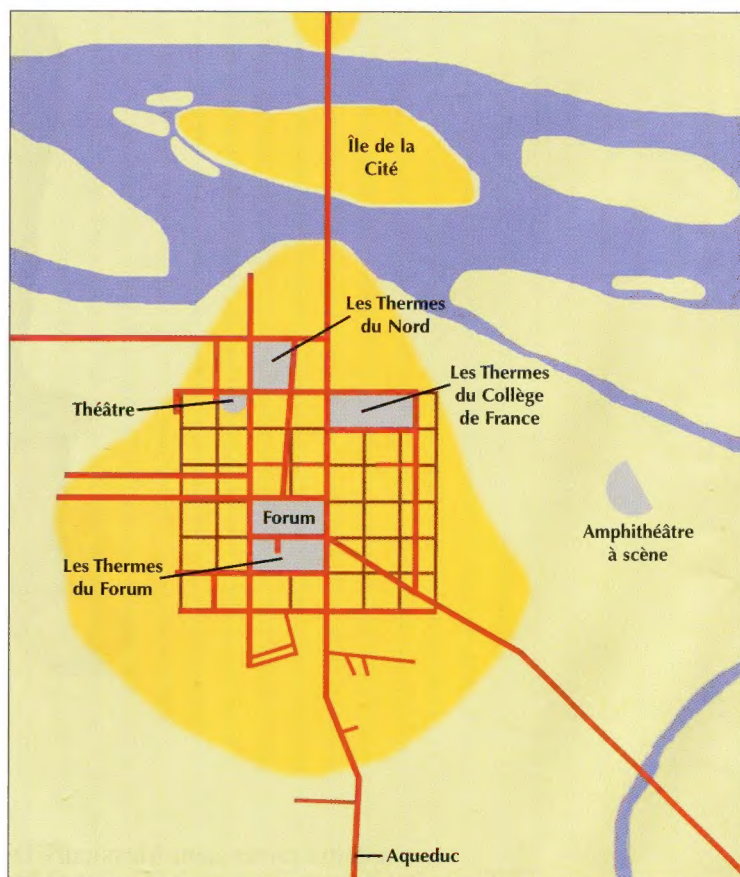 Île de la
Cité
Les Thermes
du Nord
Les Thermes
du Collège
de France
Théâtre
Forum
Amphithéâtre
à scène
Les Thermes
du Forum
Aqueduc